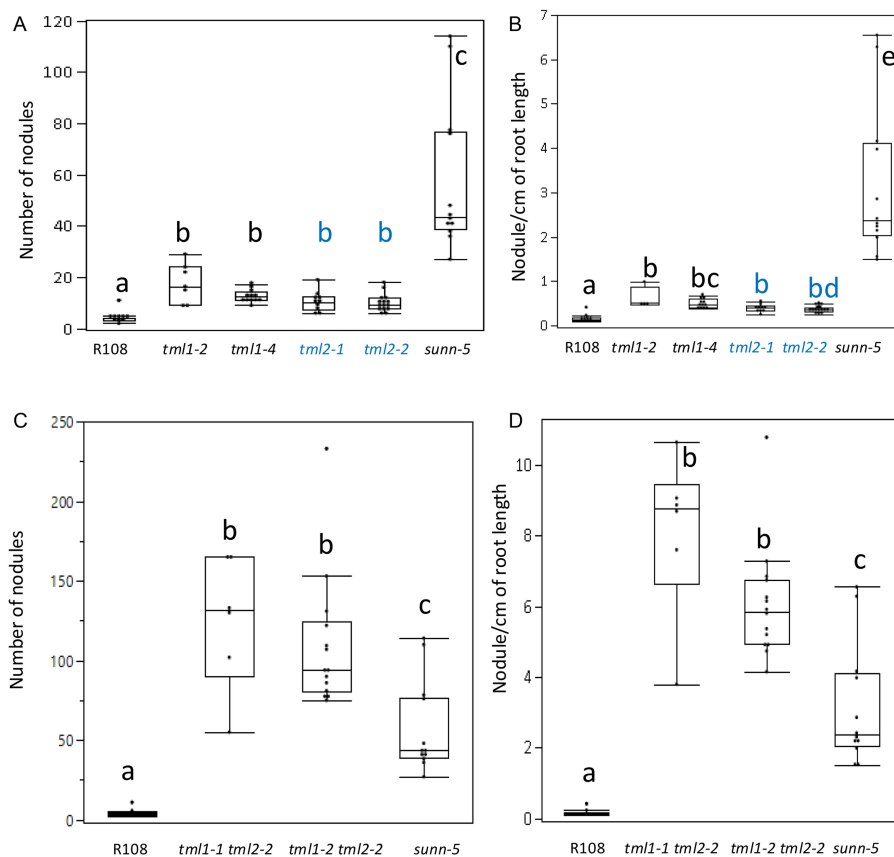 A
Number of nodules
120
100
80
60
40
20
0
a
b
b
b
b
c
R108
tml1-2
tml1-4
tml2-1
tml2-2
sunn-5
B
Nodule/cm of root length
7
6
5
4
3
2
1
0
a
b
bc
b
bd
e
R108
tml1-2
tml1-4
tml2-1
tml2-2
sunn-5
C
Number of nodules
250
200
150
100
50
0
a
b
b
c
R108
tml1-1 tml2-2
tml1-2 tml2-2
sunn-5
D
Nodule/cm of root length
10
8
6
4
2
0
a
b
b
c
R108
tml1-1 tml2-2
tml1-2 tml2-2
sunn-5